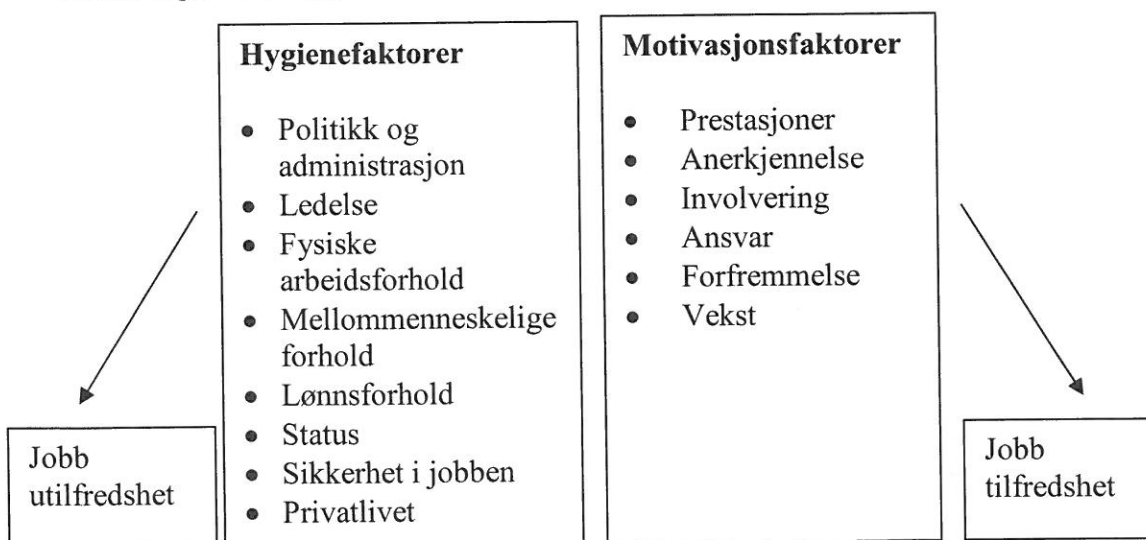 Hygienefaktorer
• Politikk og
administrasjon
• Ledelse
• Fysiske
arbeidsforhold
• Mellommenneskelige
forhold
• Lønnsforhold
• Status
• Sikkerhet i jobben
• Privatlivet
Motivasjonsfaktorer
• Prestasjoner
• Anerkjennelse
• Involvering
• Ansvar
• Forfremmelse
• Vekst
Jobb
utilfredshet
Jobb
tilfredshet